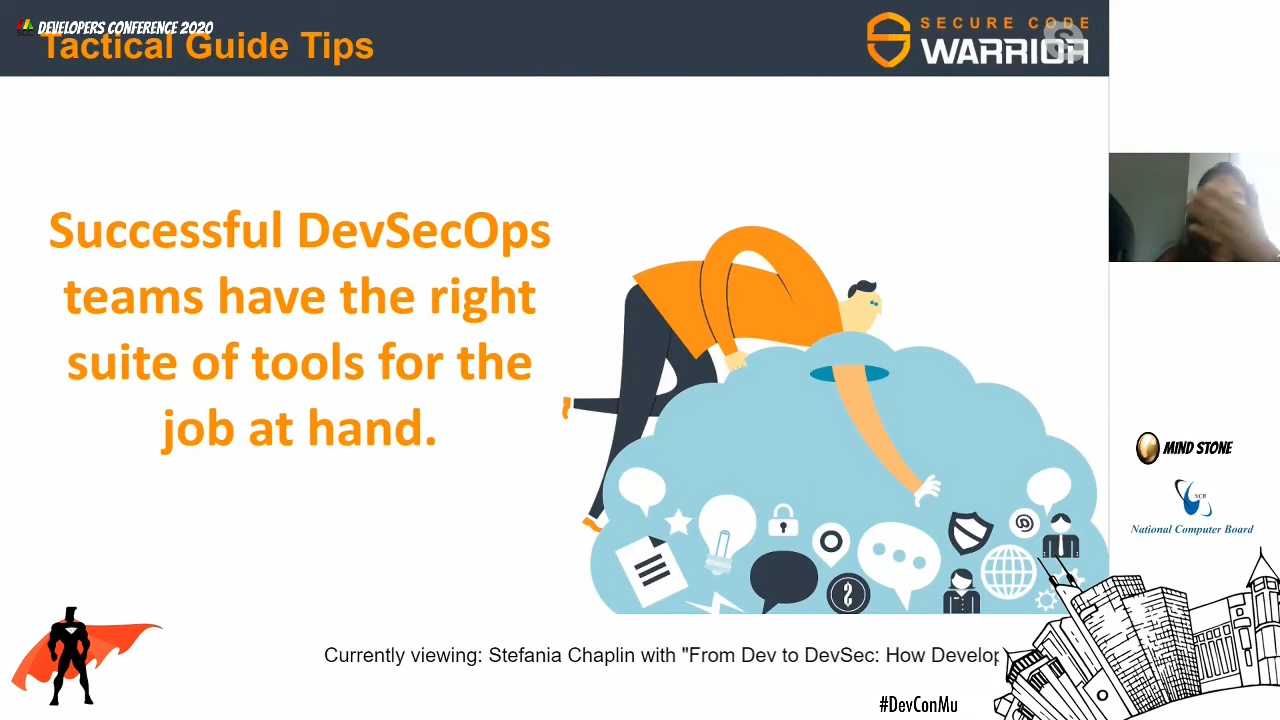 DEVELOPERS CONFERENCE 2020
Tactical Guide Tips
SECURE CODE
WARRIOR
Successful DevSecOps
teams have the right
suite of tools for the
job at hand.
MIND STONE
NCB
National Computer Board
Currently viewing: Stefania Chaplin with "From Dev to DevSec: How Develop
#DevConMu